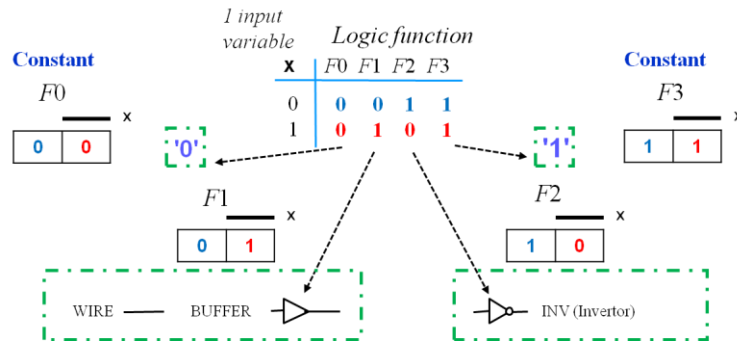 1 input
variable
Logic function
x F0 F1 F2 F3
0 0 0 1 1
1 0 1 0 1
Constant
F0
x
0 0
'0'
Constant
F3
x
1 1
'1'
F1
x
0 1
F2
x
1 0
WIRE BUFFER
INV (Invertor)